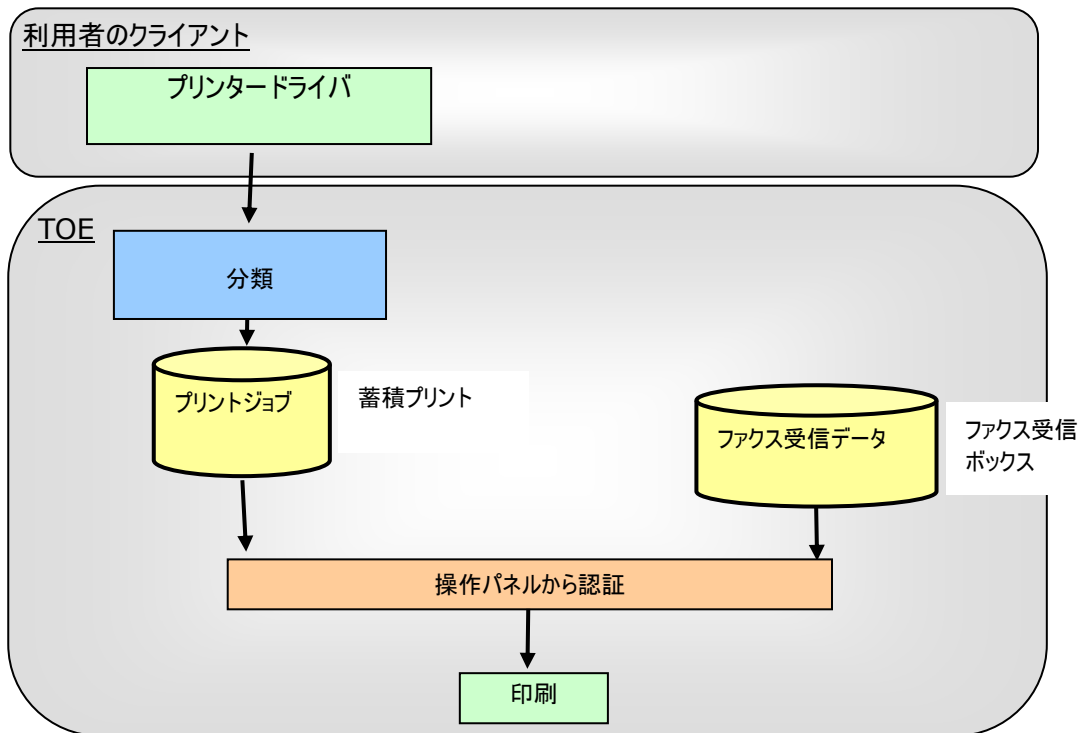 利用者のクライアント
プリンタードライバ
TOE
分類
プリントジョブ
蓄積プリント
ファクス受信データ
ファクス受信
ボックス
操作パネルから認証
印刷